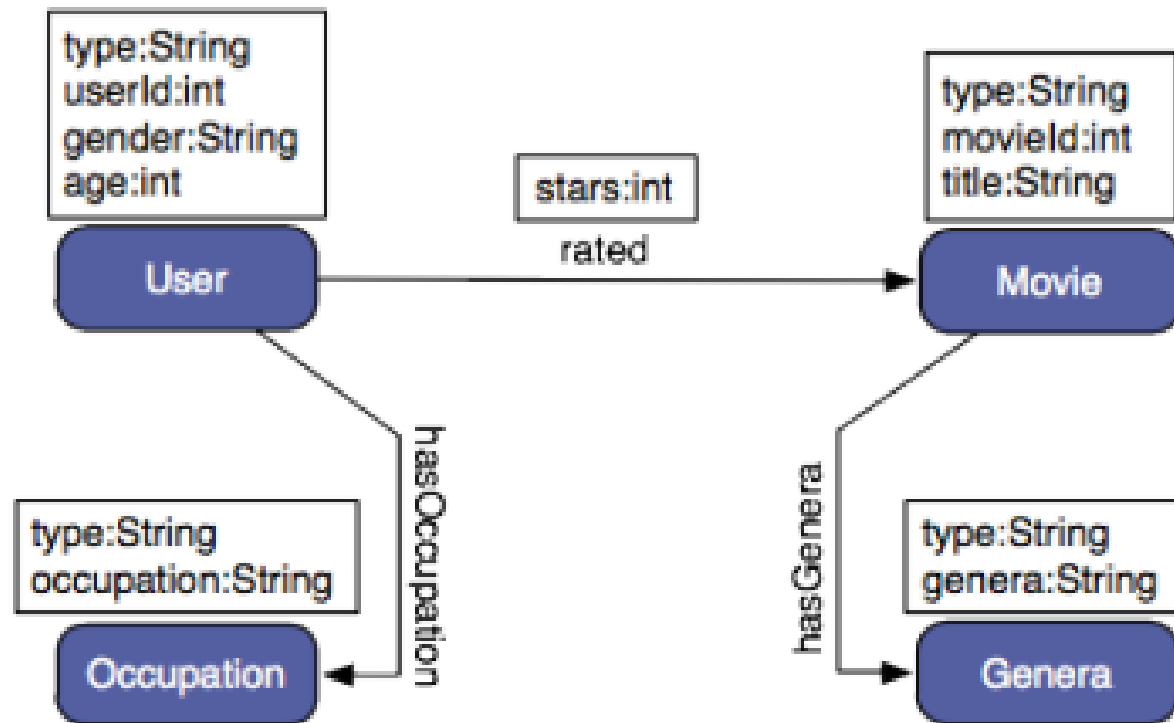 type:String
userId:int
gender:String
age:int
User
stars:int
rated
type:String
movieId:int
title:String
Movie
hasOccupation
hasGenera
type:String
occupation:String
Occupation
type:String
genera:String
Genera